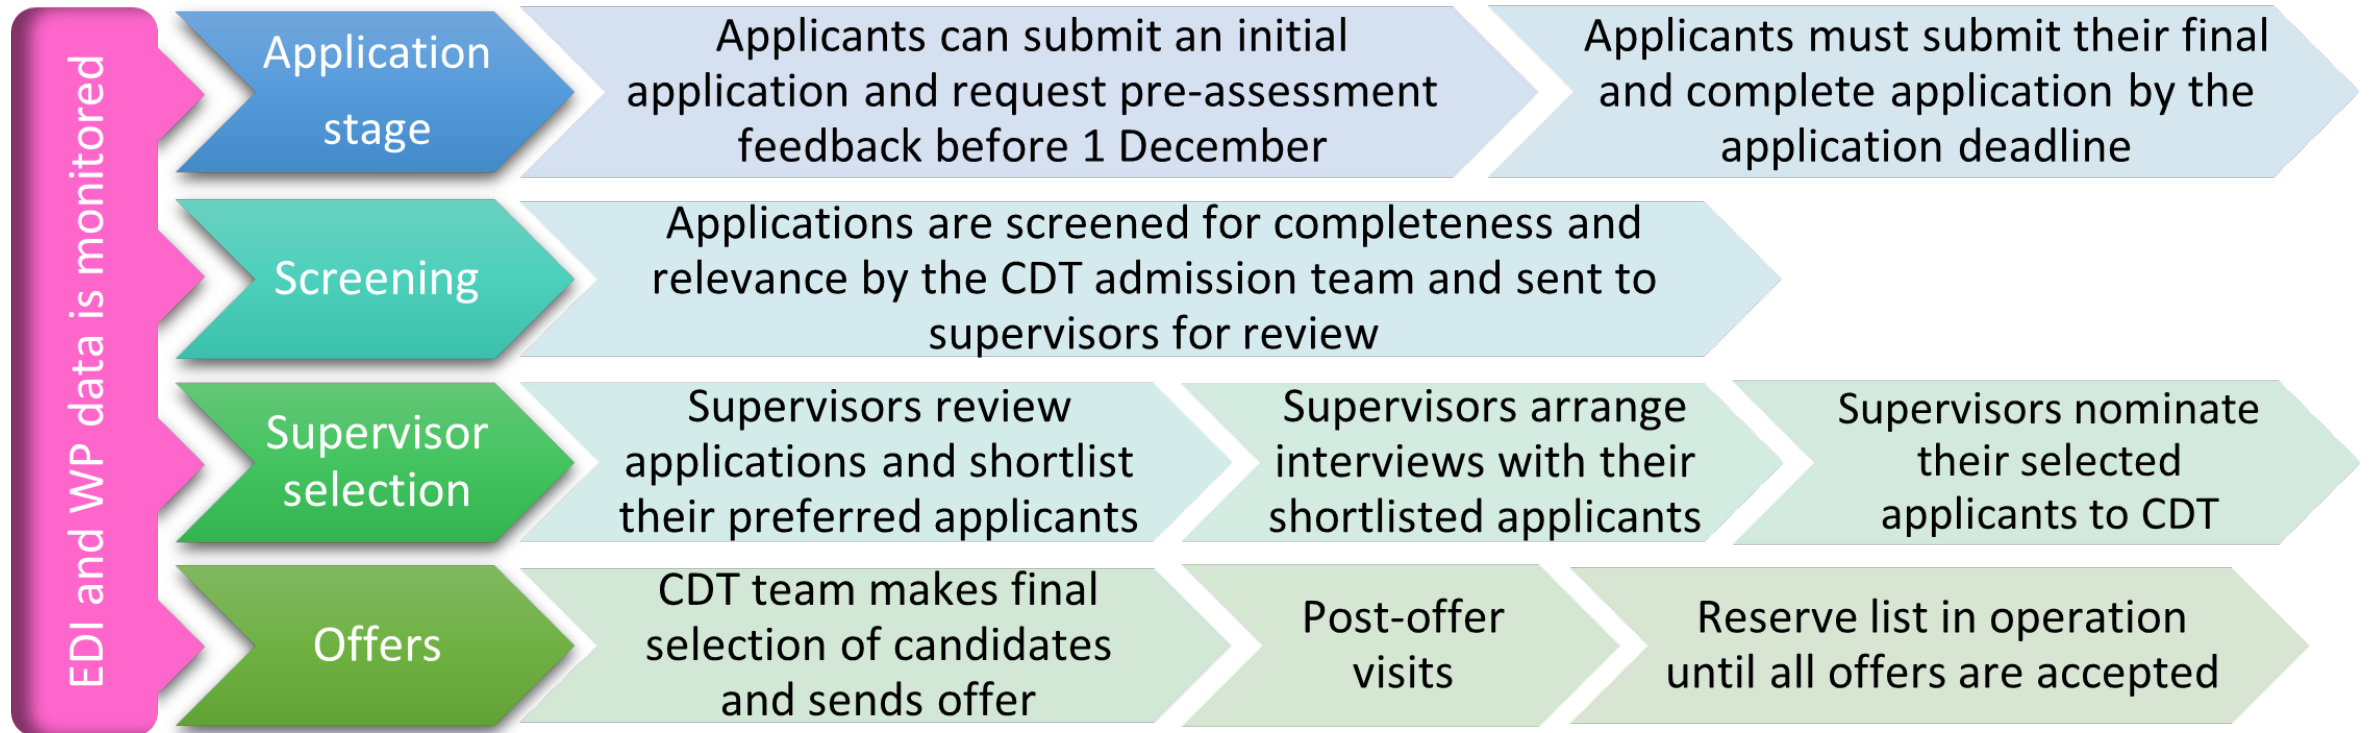 EDI and WP data is monitored
Application
stage
Applicants can submit an initial
application and request pre-assessment
feedback before 1 December
Applicants must submit their final
and complete application by the
application deadline
Screening
Applications are screened for completeness and
relevance by the CDT admission team and sent to
supervisors for review
Supervisor
selection
Supervisors review
applications and shortlist
their preferred applicants
Supervisors arrange
interviews with their
shortlisted applicants
Supervisors nominate
their selected
applicants to CDT
Offers
CDT team makes final
selection of candidates
and sends offer
Post-offer
visits
Reserve list in operation
until all offers are accepted